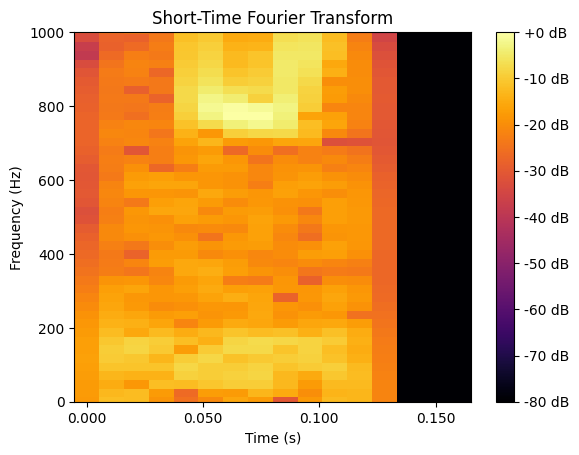 Short-Time Fourier Transform
Frequency (Hz)
1000
800
600
400
200
0
0.000
0.050
0.100
0.150
Time (s)
+0 dB
-10 dB
-20 dB
-30 dB
-40 dB
-50 dB
-60 dB
-70 dB
-80 dB